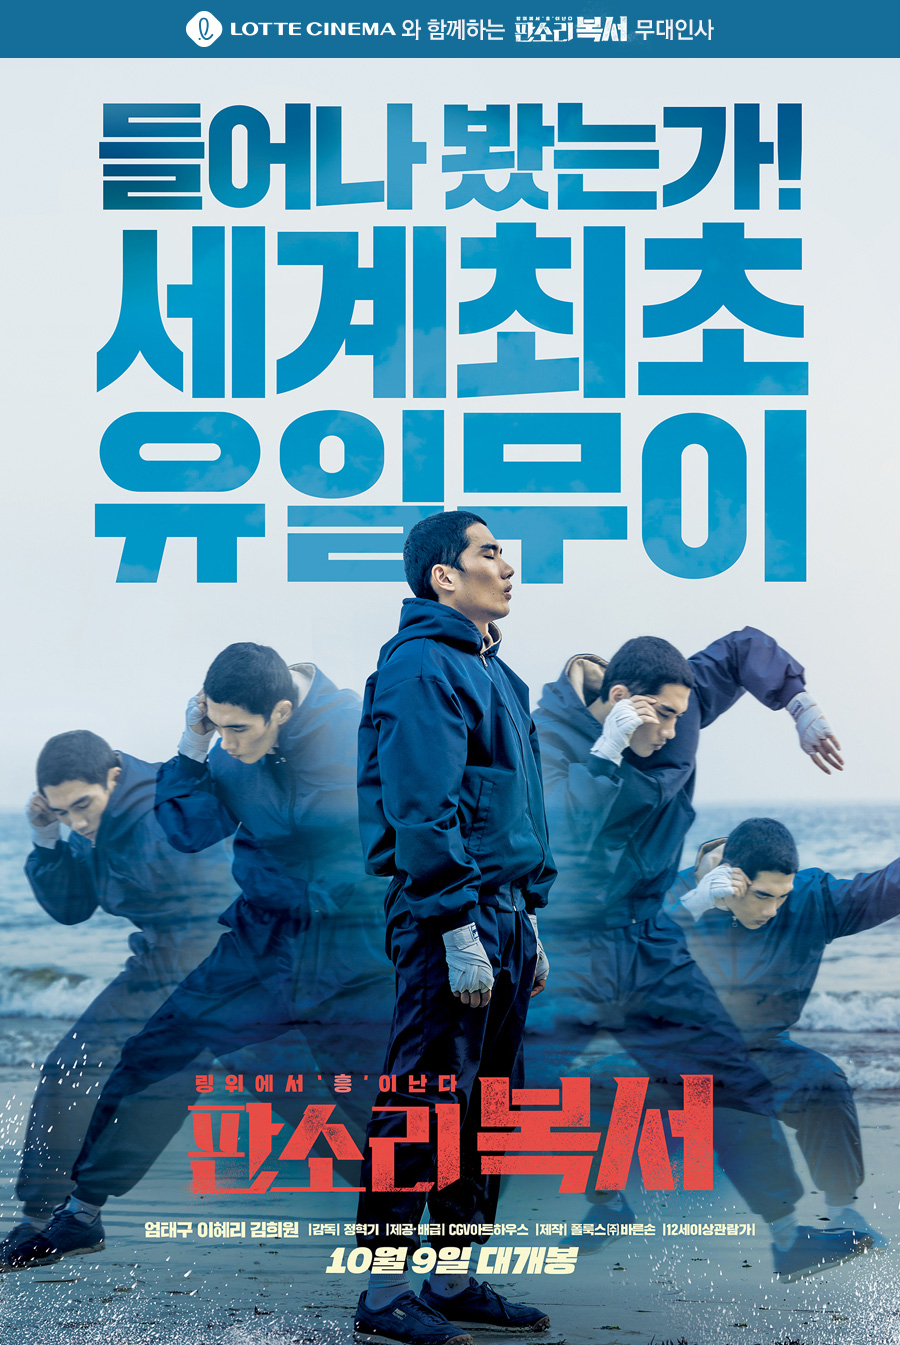 LOTTE CINEMA 와 함께하는 판소리 복서 무대인사
들어나 봤는가!
세계최초
유일무이
링 위에서 '흥'이 난다
판소리 복서
엄태구 이혜리 김희원 |감독| 정혁기 |제공·배급| CGV아트하우스 |제작| 폴룩스㈜바른손 |12세이상관람가|
10월 9일 대개봉